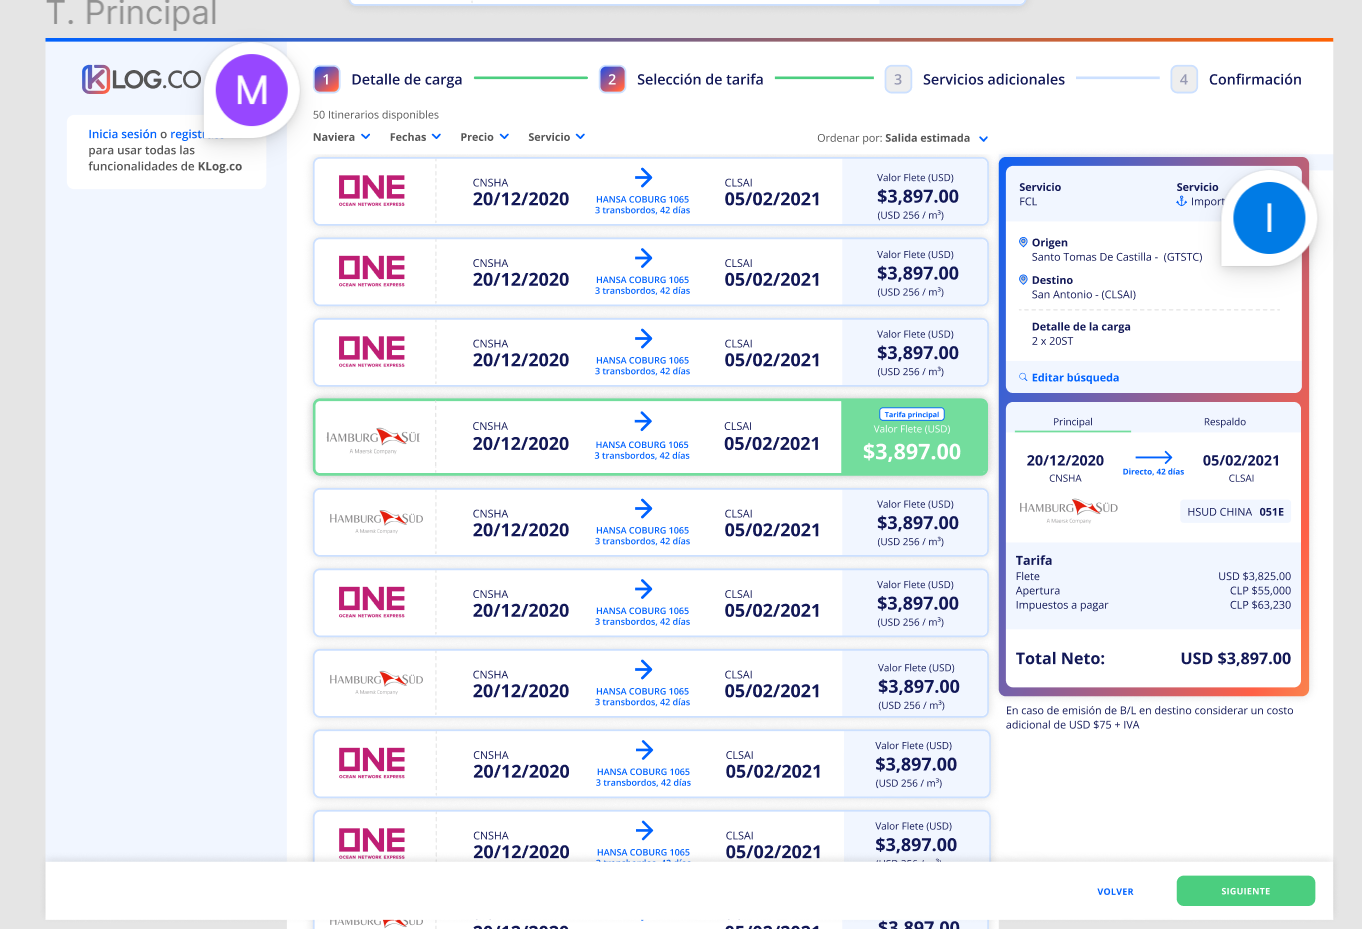 T. Principal
KLOG.CO
M
1 Detalle de carga
2 Selección de tarifa
3 Servicios adicionales
4 Confirmación
Inicia sesión o
para usar todas las
funcionalidades de KLog.co
50 Itinerarios disponibles
Naviera Fechas Precio Servicio
Ordenar por: Salida estimada
ONE
OCEAN NETWORK EXPRESS
CNSHA
20/12/2020
HANSA COBURG 1065
3 transbordos, 42 días
CLSAI
05/02/2021
Valor Flete (USD)
$3,897.00
(USD 256 / m³)
ONE
OCEAN NETWORK EXPRESS
CNSHA
20/12/2020
HANSA COBURG 1065
3 transbordos, 42 días
CLSAI
05/02/2021
Valor Flete (USD)
$3,897.00
(USD 256 / m³)
ONE
OCEAN NETWORK EXPRESS
CNSHA
20/12/2020
HANSA COBURG 1065
3 transbordos, 42 días
CLSAI
05/02/2021
Valor Flete (USD)
$3,897.00
(USD 256 / m³)
HAMBURG SÜD
A Maersk Company
CNSHA
20/12/2020
HANSA COBURG 1065
3 transbordos, 42 días
CLSAI
05/02/2021
Tarifa principal
Valor Flete (USD)
$3,897.00
HAMBURG SÜD
A Maersk Company
CNSHA
20/12/2020
HANSA COBURG 1065
3 transbordos, 42 días
CLSAI
05/02/2021
Valor Flete (USD)
$3,897.00
(USD 256 / m³)
ONE
OCEAN NETWORK EXPRESS
CNSHA
20/12/2020
HANSA COBURG 1065
3 transbordos, 42 días
CLSAI
05/02/2021
Valor Flete (USD)
$3,897.00
(USD 256 / m³)
HAMBURG SÜD
A Maersk Company
CNSHA
20/12/2020
HANSA COBURG 1065
3 transbordos, 42 días
CLSAI
05/02/2021
Valor Flete (USD)
$3,897.00
(USD 256 / m³)
ONE
OCEAN NETWORK EXPRESS
CNSHA
20/12/2020
HANSA COBURG 1065
3 transbordos, 42 días
CLSAI
05/02/2021
Valor Flete (USD)
$3,897.00
(USD 256 / m³)
ONE
OCEAN NETWORK EXPRESS
CNSHA
20/12/2020
HANSA COBURG 1065
CLSAI
05/02/2021
Valor Flete (USD)
$3,897.00
Servicio
FCL
Servicio
I
Origen
Santo Tomas De Castilla - (GTSTC)
Destino
San Antonio - (CLSAI)
Detalle de la carga
2 x 20ST
Editar búsqueda
Principal Respaldo
20/12/2020
CNSHA
Directo, 42 días
05/02/2021
CLSAI
HAMBURG SÜD
A Maersk Company
HSUD CHINA 051E
Tarifa
Flete USD $3,825.00
Apertura CLP $55,000
Impuestos a pagar CLP $63,230
Total Neto: USD $3,897.00
En caso de emisión de B/L en destino considerar un costo
adicional de USD $75 + IVA
VOLVER SIGUIENTE